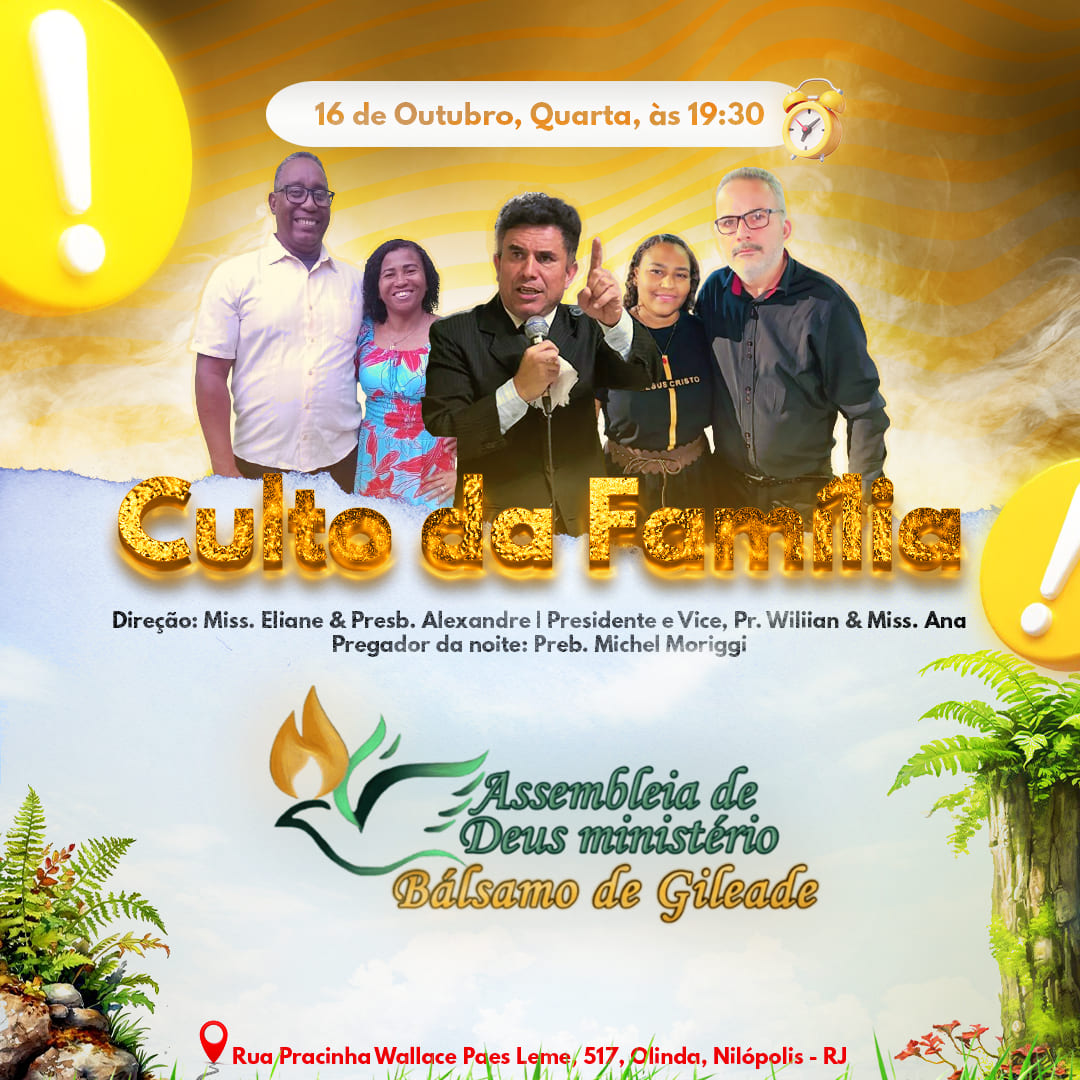 16 de Outubro, Quarta, às 19:30
SUS CRISTO
Culto da Família
Direção: Miss. Eliane & Presb. Alexandre | Presidente e Vice, Pr. Wiliian & Miss. Ana
Pregador da noite: Preb. Michel Moriggi
Assembleia de
Deus ministério
Bálsamo de Gileade
Rua Pracinha Wallace Paes Leme, 517, Olinda, Nilópolis - RJ